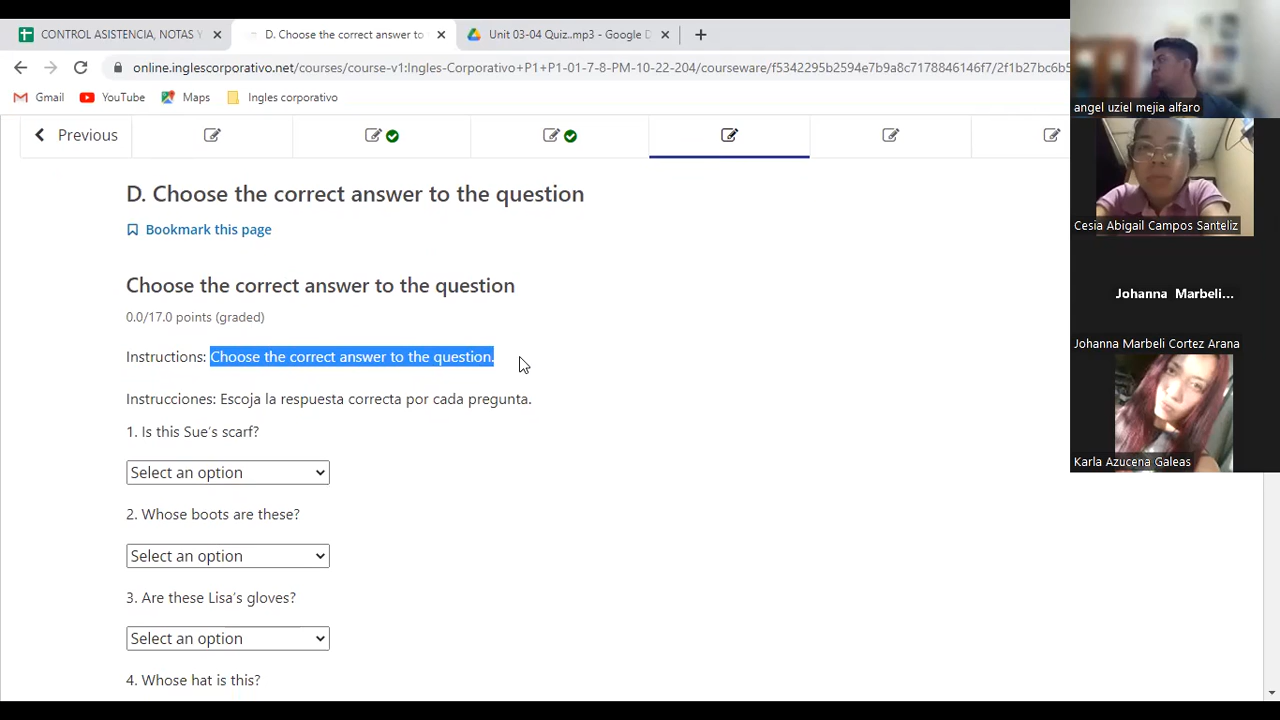 CONTROL ASISTENCIA, NOTAS Y
D. Choose the correct answer to
Unit 03-04 Quiz..mp3 - Google D
online.inglescorporativo.net/courses/course-v1:Ingles-Corporativo+P1+P1-01-7-8-PM-10-22-204/courseware/f5342295b2594e7b9a8c7178846146f7/2f1b27bc6b5
Gmail
YouTube
Maps
Ingles corporativo
Previous
D. Choose the correct answer to the question
Bookmark this page
Choose the correct answer to the question
0.0/17.0 points (graded)
Instructions: Choose the correct answer to the question.
Instrucciones: Escoja la respuesta correcta por cada pregunta.
1. Is this Sue's scarf?
Select an option
2. Whose boots are these?
Select an option
3. Are these Lisa's gloves?
Select an option
4. Whose hat is this?
angel uziel mejia alfaro
Cesia Abigail Campos Santeliz
Johanna Marbeli...
Johanna Marbeli Cortez Arana
Karla Azucena Galeas